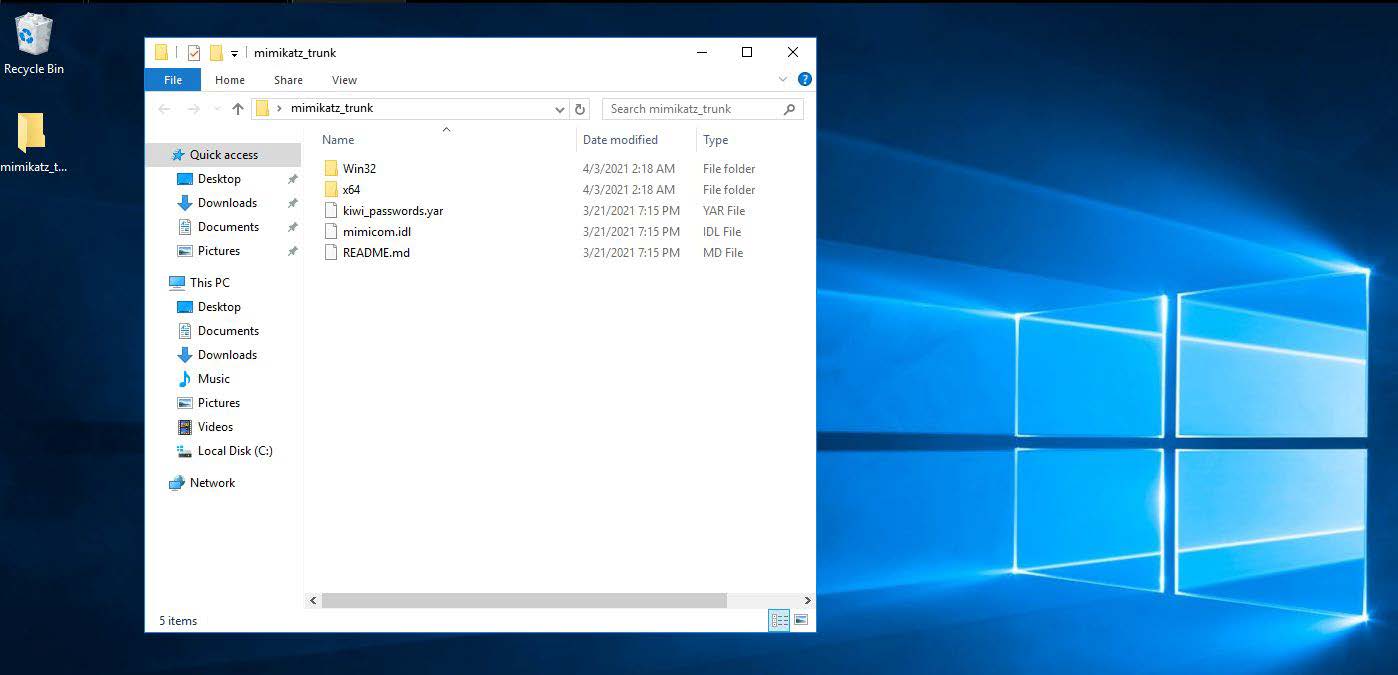 Recycle Bin
mimikatz_t...
mimikatz_trunk
File Home Share View
mimikatz_trunk
Search mimikatz_trunk
Quick access
Desktop
Downloads
Documents
Pictures
This PC
Desktop
Documents
Downloads
Music
Pictures
Videos
Local Disk (C:)
Network
Name Date modified Type
Win32 4/3/2021 2:18 AM File folder
x64 4/3/2021 2:18 AM File folder
kiwi_passwords.yar 3/21/2021 7:15 PM YAR File
mimicom.idl 3/21/2021 7:15 PM IDL File
README.md 3/21/2021 7:15 PM MD File
5 items